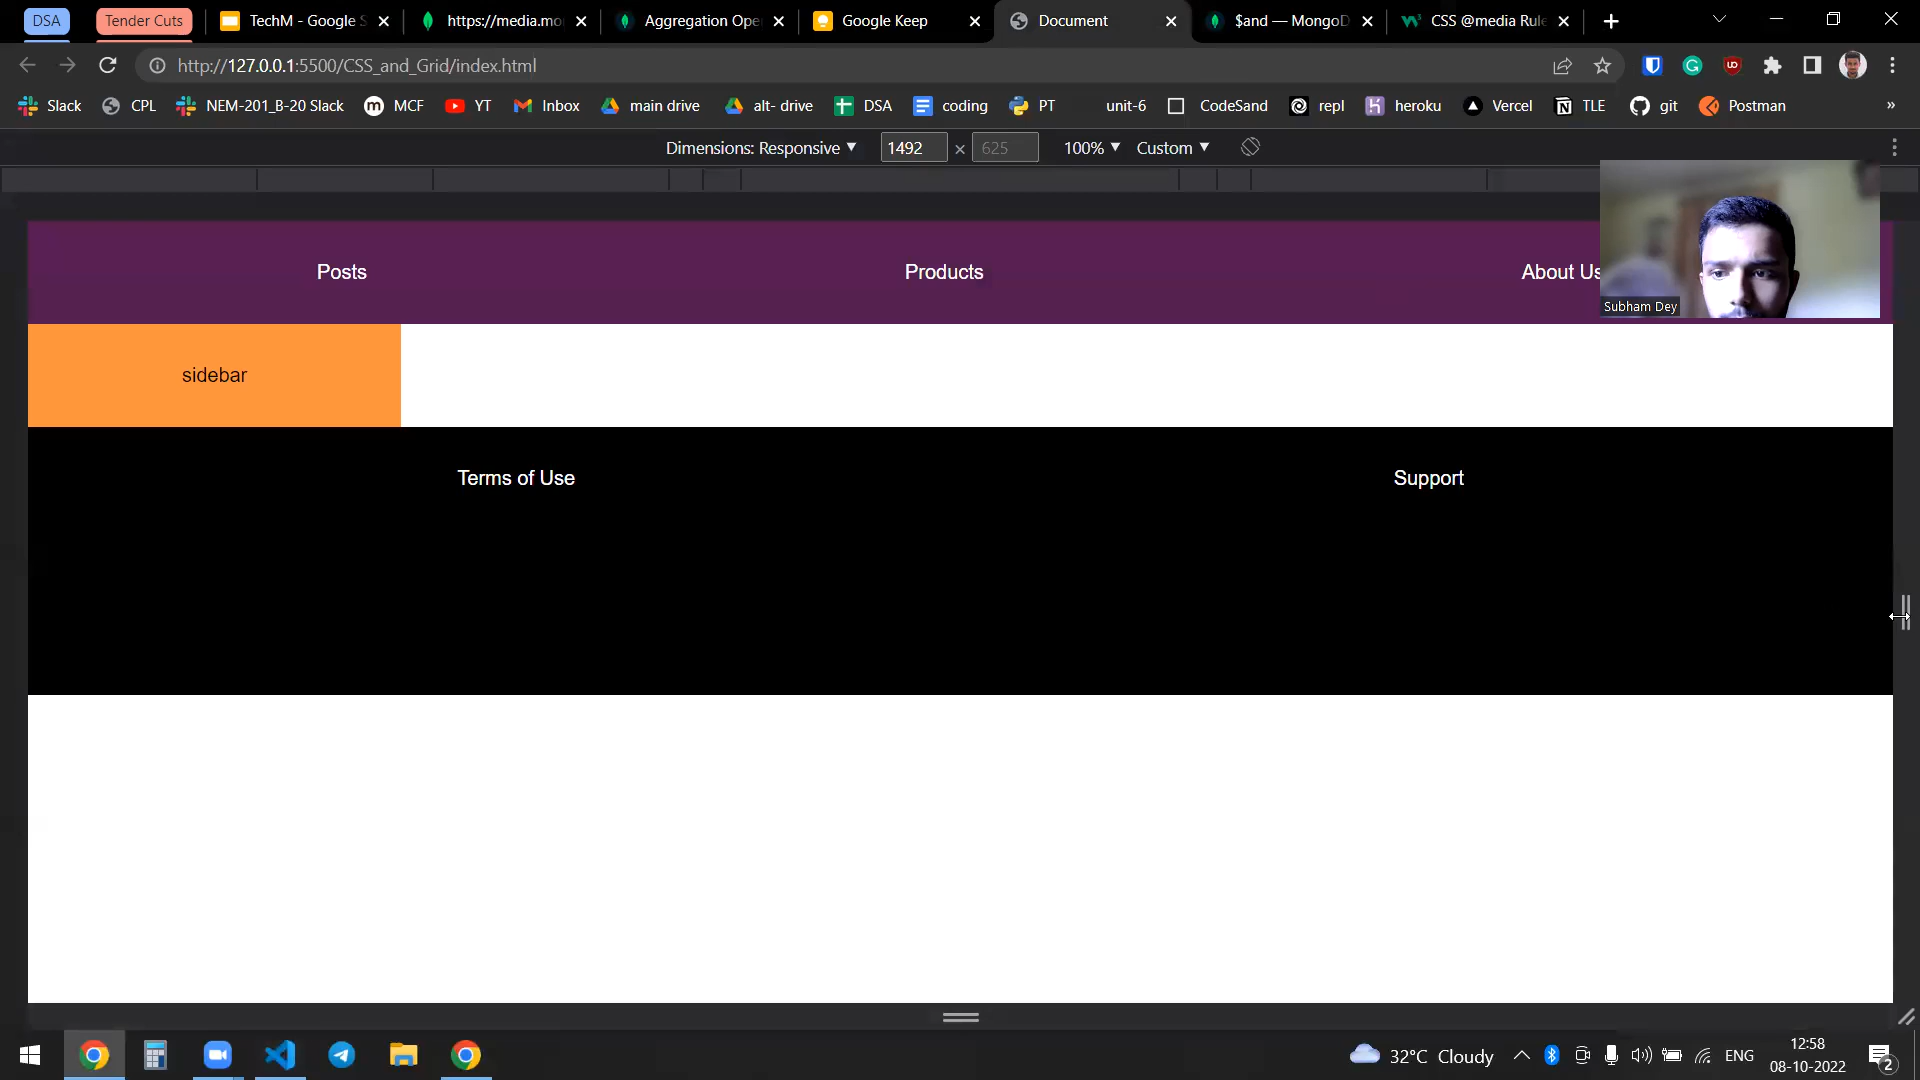 DSA
Tender Cuts
TechM - Google S
https://media.mo
Aggregation Ope
Google Keep
Document
$and — MongoD
CSS @media Rule
http://127.0.0.1:5500/CSS_and_Grid/index.html
Slack
CPL
NEM-201_B-20 Slack
MCF
YT
Inbox
main drive
alt- drive
DSA
coding
PT
unit-6
CodeSand
repl
heroku
Vercel
TLE
git
Postman
»
Dimensions: Responsive
1492 × 625
100%
Custom
Posts
Products
About Us
Subham Dey
sidebar
Terms of Use
Support
32°C Cloudy
ENG
12:58
08-10-2022
2